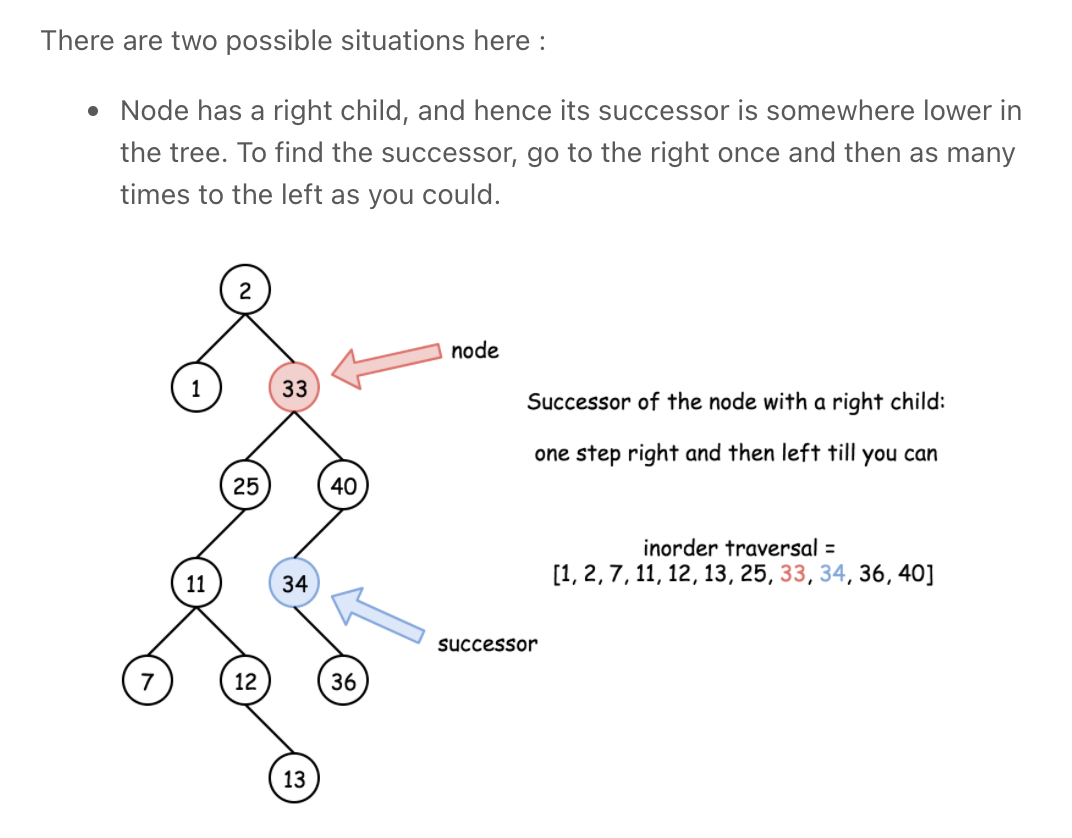 There are two possible situations here :
• Node has a right child, and hence its successor is somewhere lower in
the tree. To find the successor, go to the right once and then as many
times to the left as you could.
2
node
1
33
Successor of the node with a right child:
one step right and then left till you can
25
40
inorder traversal =
[1, 2, 7, 11, 12, 13, 25, 33, 34, 36, 40]
11
34
successor
7
12
36
13